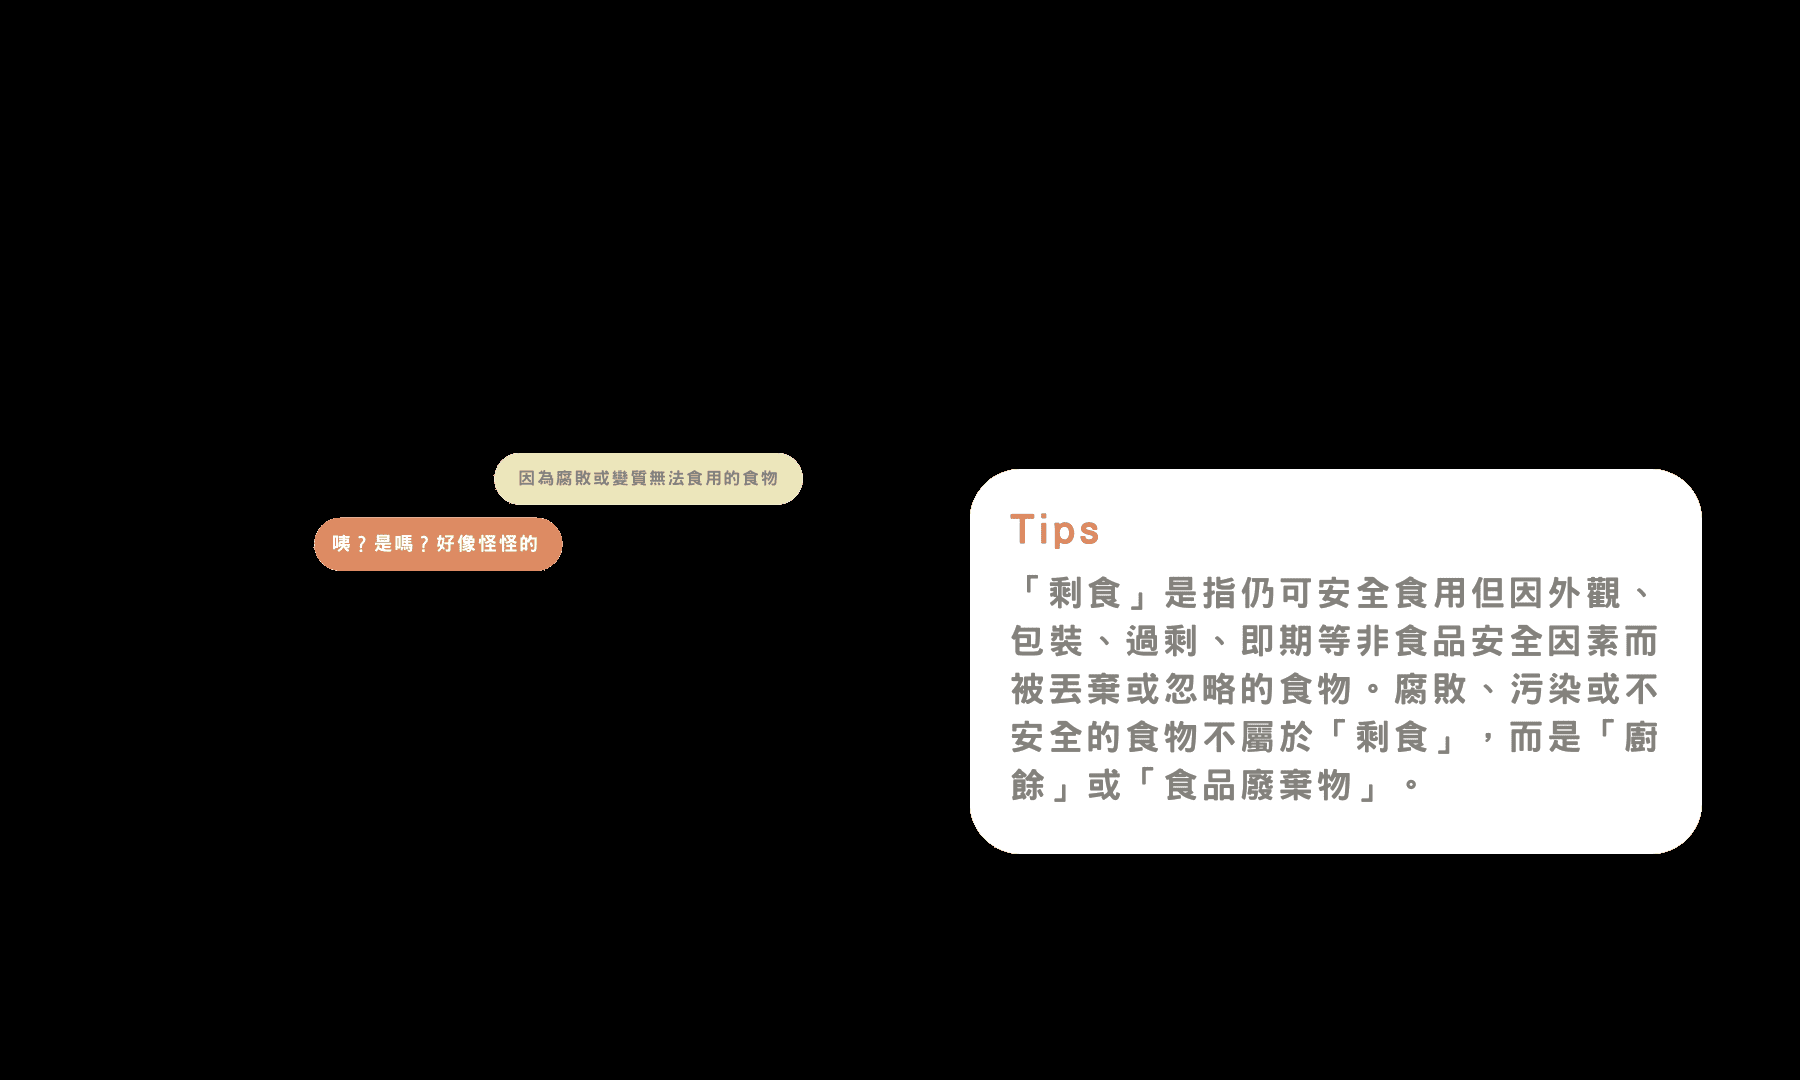 因為腐敗或變質無法食用的食物
咦？是嗎？好像怪怪的
Tips
「剩食」是指仍可安全食用但因外觀、
包裝、過剩、即期等非食品安全因素而
被丟棄或忽略的食物。腐敗、污染或不
安全的食物不屬於「剩食」，而是「廚
餘」或「食品廢棄物」。